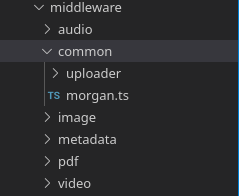 middleware
audio
common
uploader
TS morgan.ts
image
metadata
pdf
video